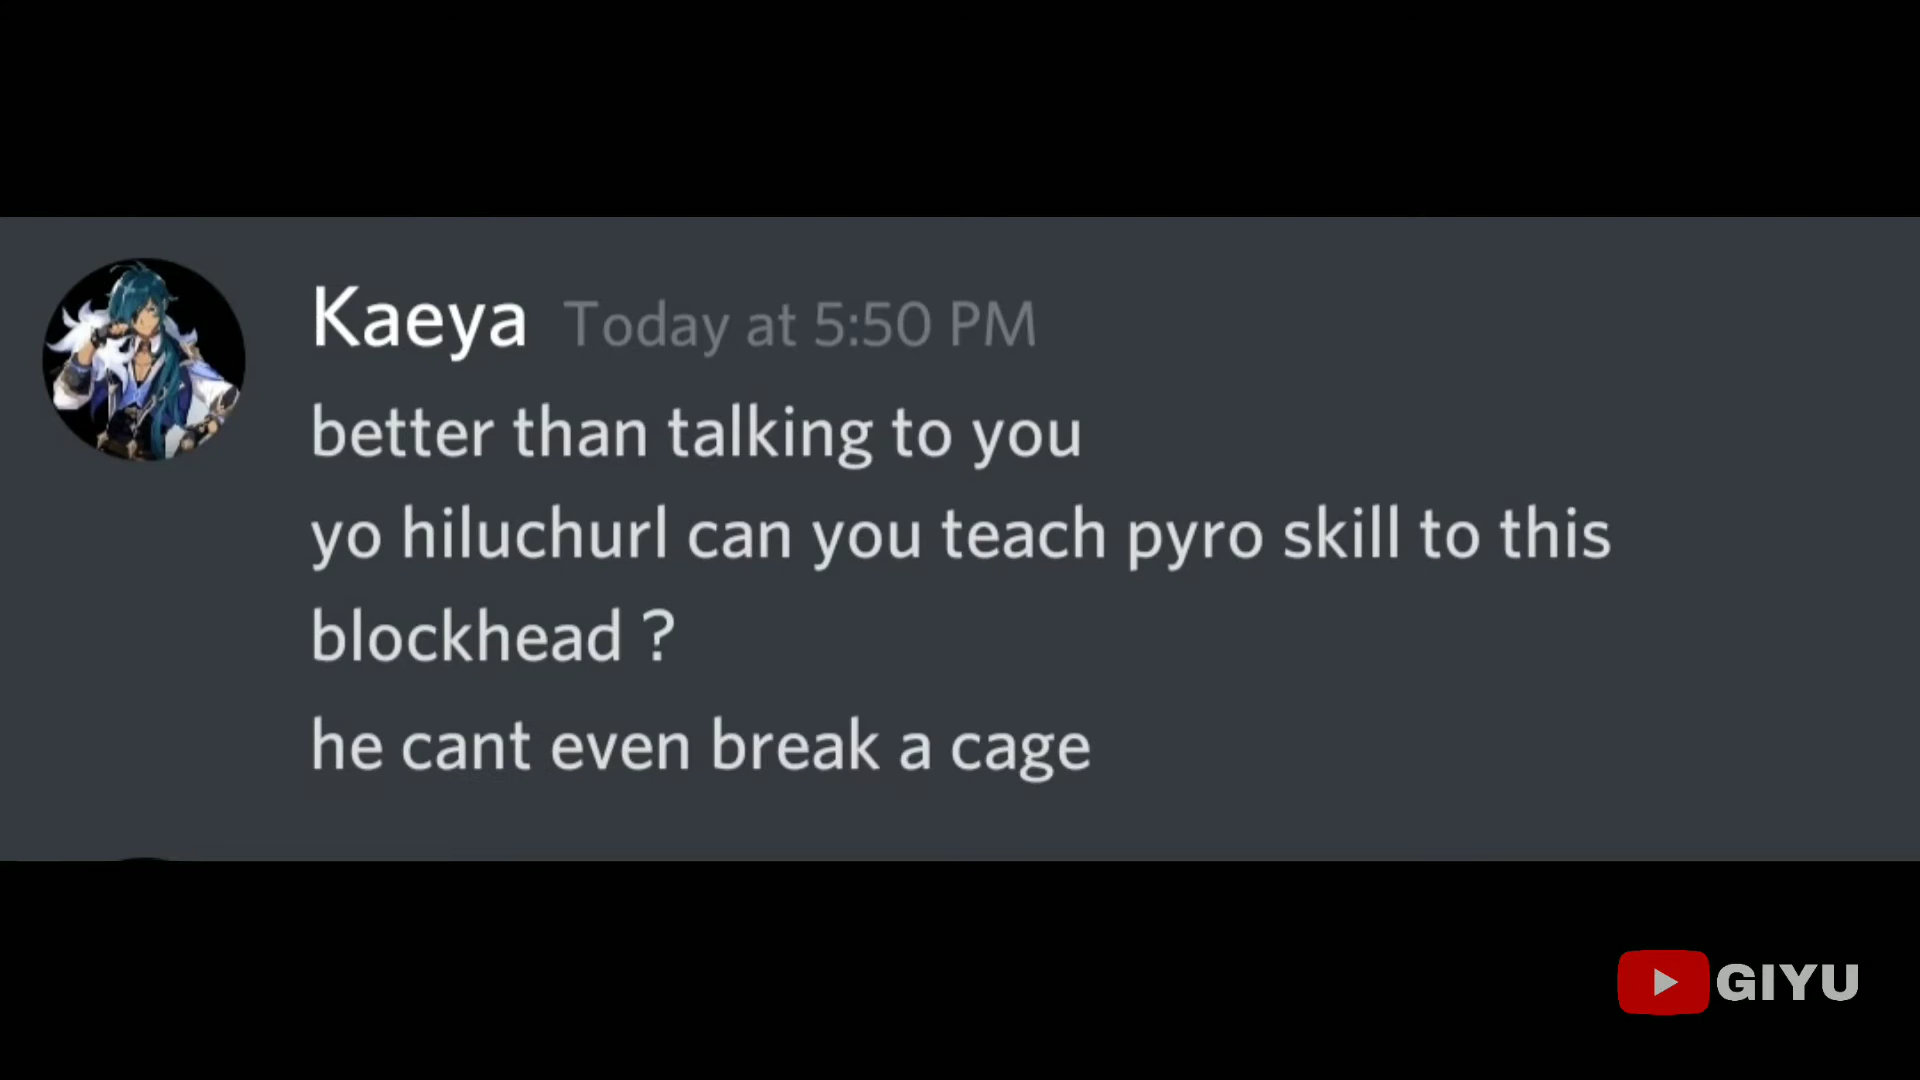 Kaeya Today at 5:50 PM
better than talking to you
yo hiluchurl can you teach pyro skill to this
blockhead ?
he cant even break a cage
GIYU